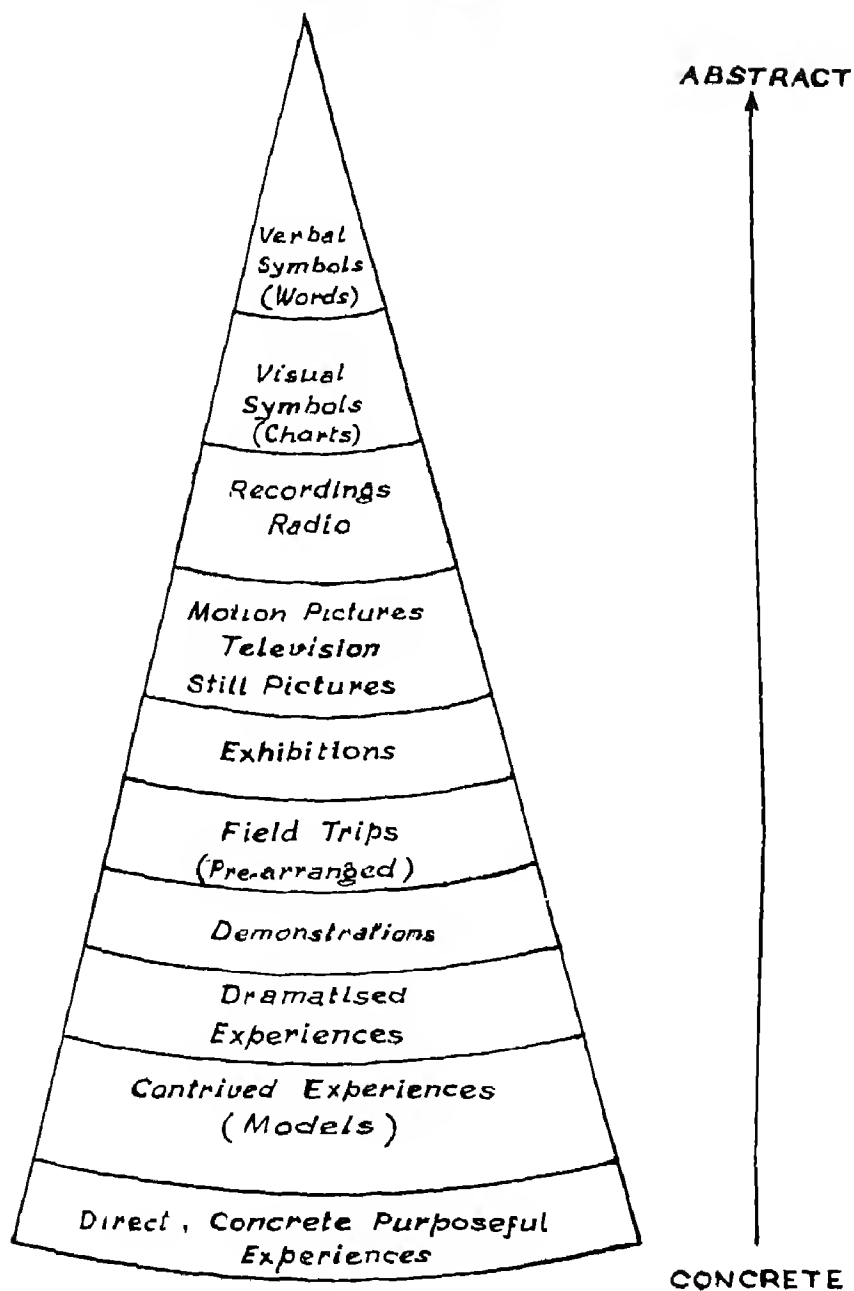 ABSTRACT
Verbal
Symbols
(Words)
Visual
Symbols
(Charts)
Recordings
Radio
Motion Pictures
Television
Still Pictures
Exhibitions
Field Trips
(Pre-arranged)
Demonstrations
Dramatised
Experiences
Contrived Experiences
(Models)
Direct, Concrete Purposeful
Experiences
CONCRETE